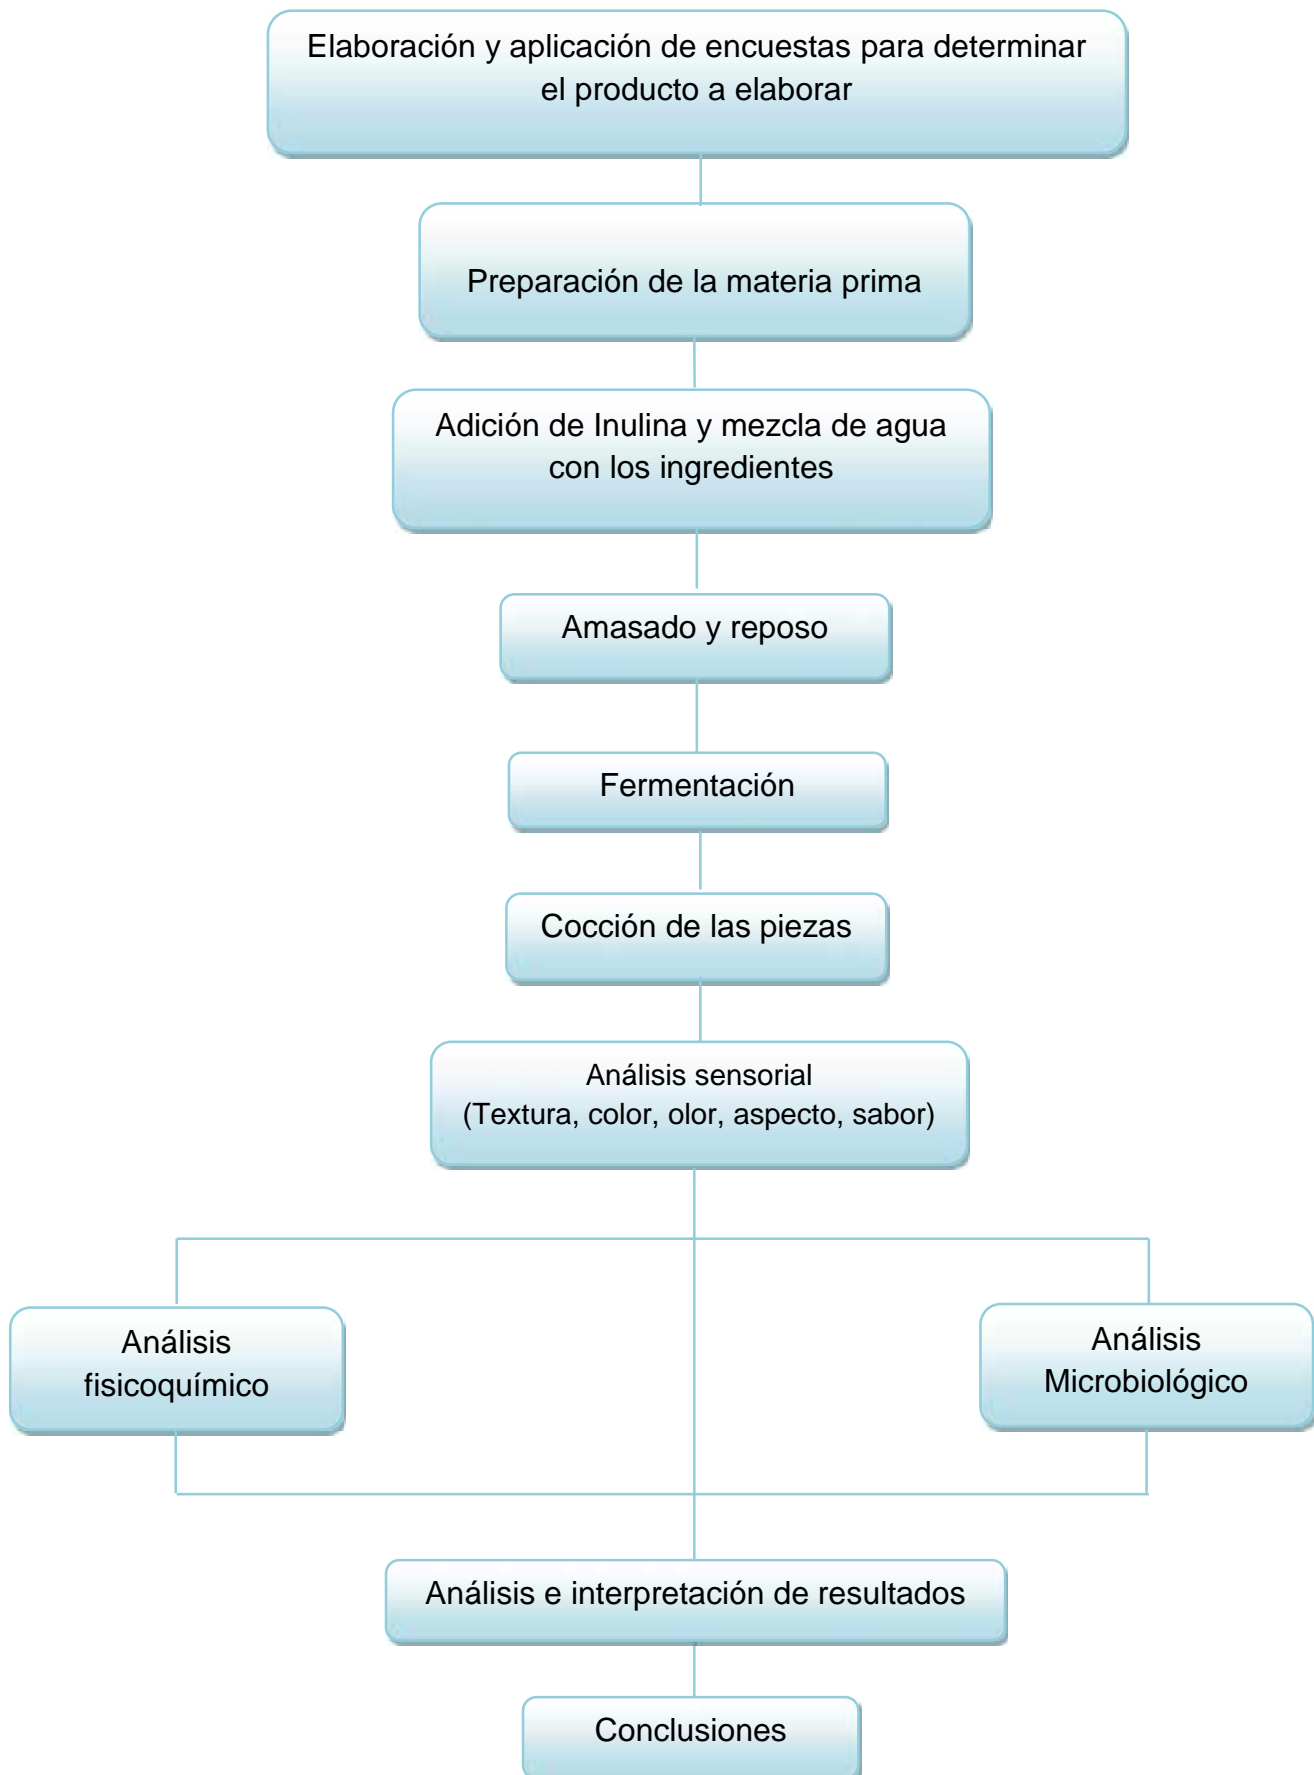 Elaboración y aplicación de encuestas para determinar
el producto a elaborar
Preparación de la materia prima
Adición de Inulina y mezcla de agua
con los ingredientes
Amasado y reposo
Fermentación
Cocción de las piezas
Análisis sensorial
(Textura, color, olor, aspecto, sabor)
Análisis
fisicoquímico
Análisis
Microbiológico
Análisis e interpretación de resultados
Conclusiones